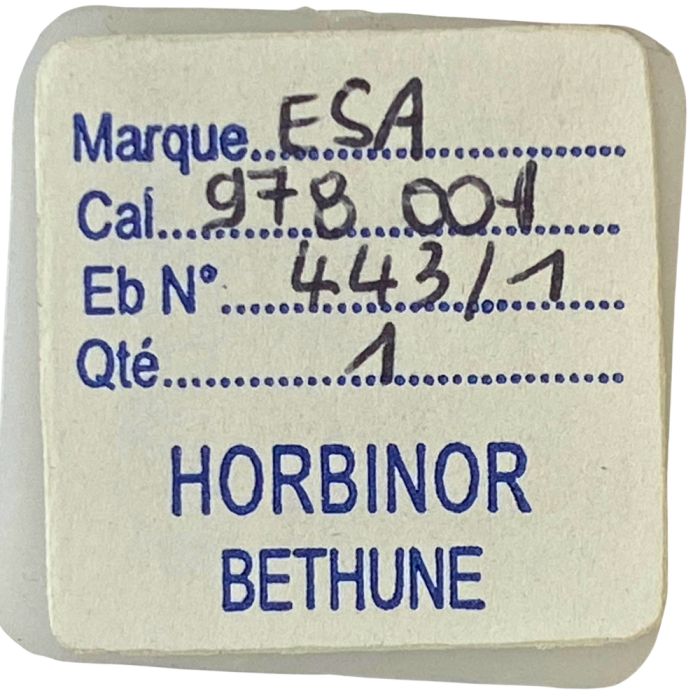 Marque ESA
Cal 978 001
Eb N° 443/1
Qté 1
HORBINOR
BETHUNE